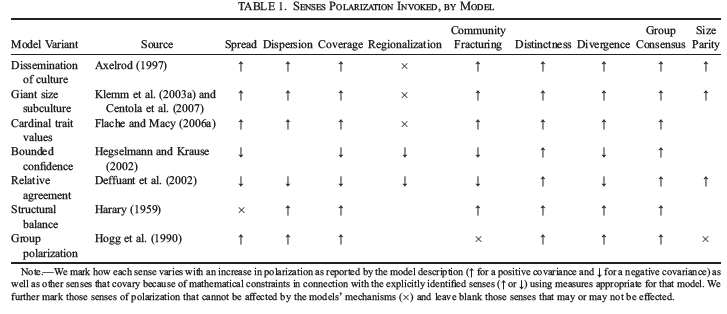 TABLE 1. SENSES POLARIZATION INVOKED, BY MODEL
Community Group Size
Model Variant Source Spread Dispersion Coverage Regionalization Fracturing Distinctness Divergence Consensus Parity
Dissemination Axelrod (1997) ↑ ↑ ↑ × ↑ ↑ ↑ ↑ ↑
of culture
Giant size Klemm et al. (2003a) and ↑ ↑ ↑ × ↑ ↑ ↑ ↑ ↑
subculture Centola et al. (2007)
Cardinal trait Flache and Macy (2006a) ↑ ↑ ↑ × ↑ ↑ ↑ ↑
values
Bounded Hegselmann and Krause ↓ ↓ ↓ ↓ ↑ ↓ ↑
confidence (2002)
Relative Deffuant et al. (2002) ↓ ↓ ↓ ↓ ↓ ↑ ↓ ↑ ↑
agreement
Structural Harary (1959) × ↑ ↑ ↑ ↑ ↑ ↑
balance
Group Hogg et al. (1990) ↑ ↑ ↑ × ↑ ↑ ↑ ×
polarization
Note.—We mark how each sense varies with an increase in polarization as reported by the model description (↑ for a positive covariance and ↓ for a negative covariance) as
well as other senses that covary because of mathematical constraints in connection with the explicitly identified senses (↑ or ↓) using measures appropriate for that model. We
further mark those senses of polarization that cannot be affected by the models' mechanisms (×) and leave blank those senses that may or may not be effected.